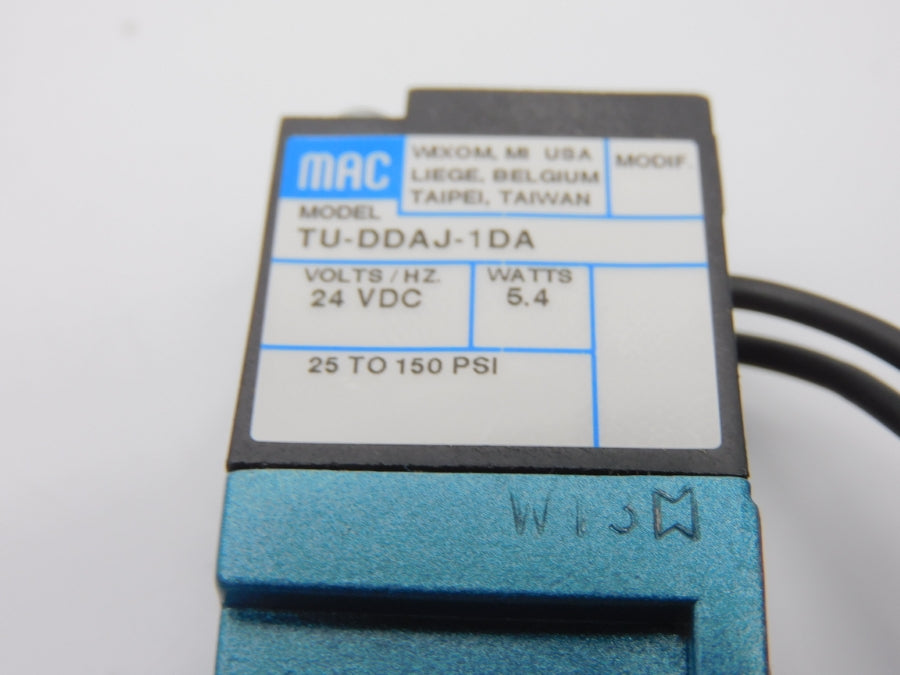 MAC
WIXOM, MI USA
LIEGE, BELGIUM
TAIPEI, TAIWAN
MODIF.
MODEL
TU-DDAJ-1DA
VOLTS/HZ.
24 VDC
WATTS
5.4
25 TO 150 PSI